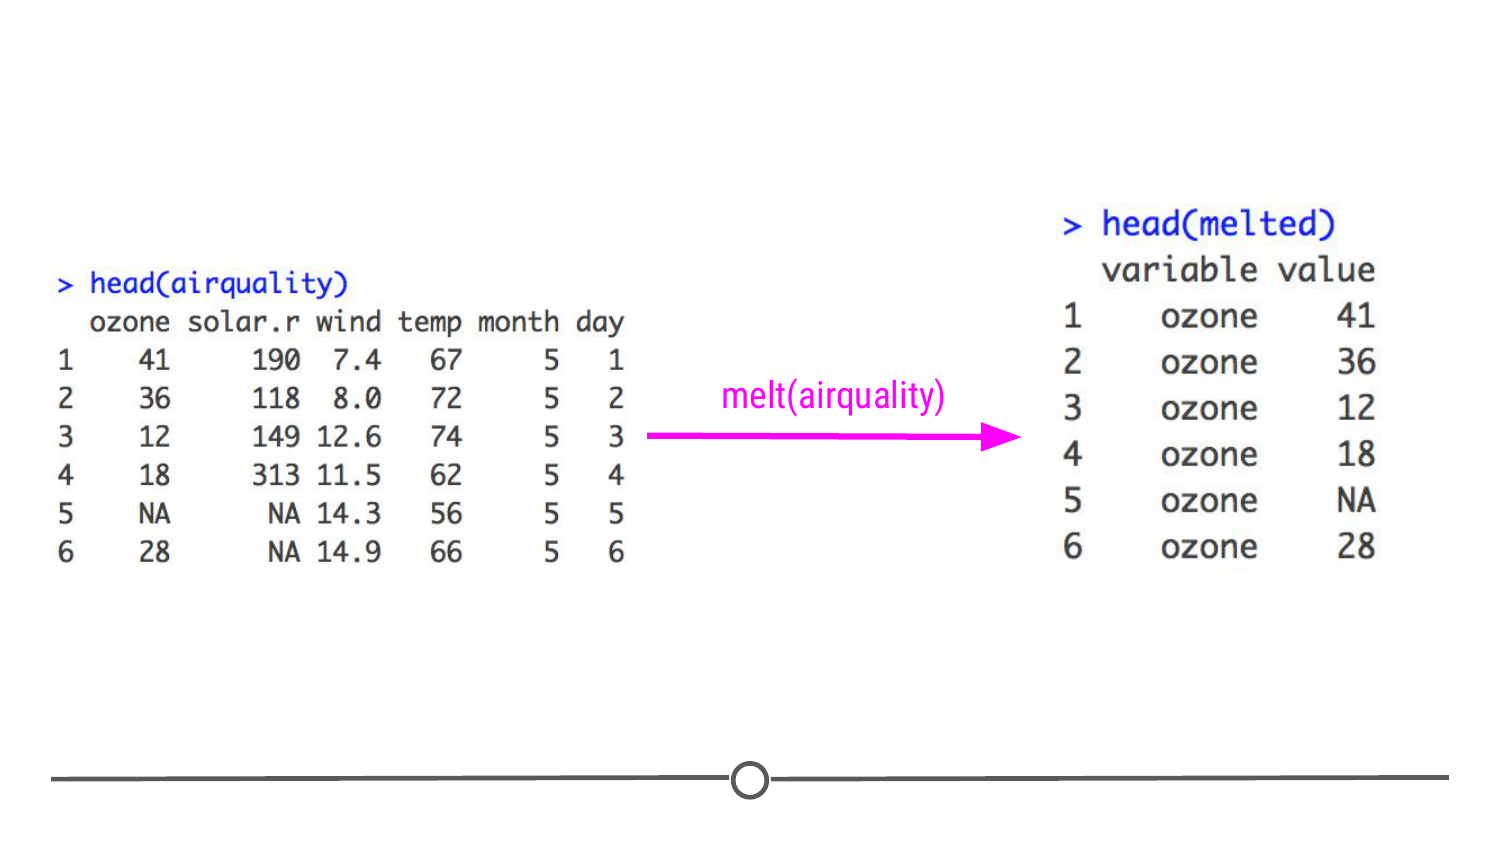 > head(airquality)
  ozone solar.r wind temp month day
1    41     190  7.4   67     5   1
2    36     118  8.0   72     5   2
3    12     149 12.6   74     5   3
4    18     313 11.5   62     5   4
5    NA      NA 14.3   56     5   5
6    28      NA 14.9   66     5   6
melt(airquality)
> head(melted)
  variable value
1    ozone    41
2    ozone    36
3    ozone    12
4    ozone    18
5    ozone    NA
6    ozone    28